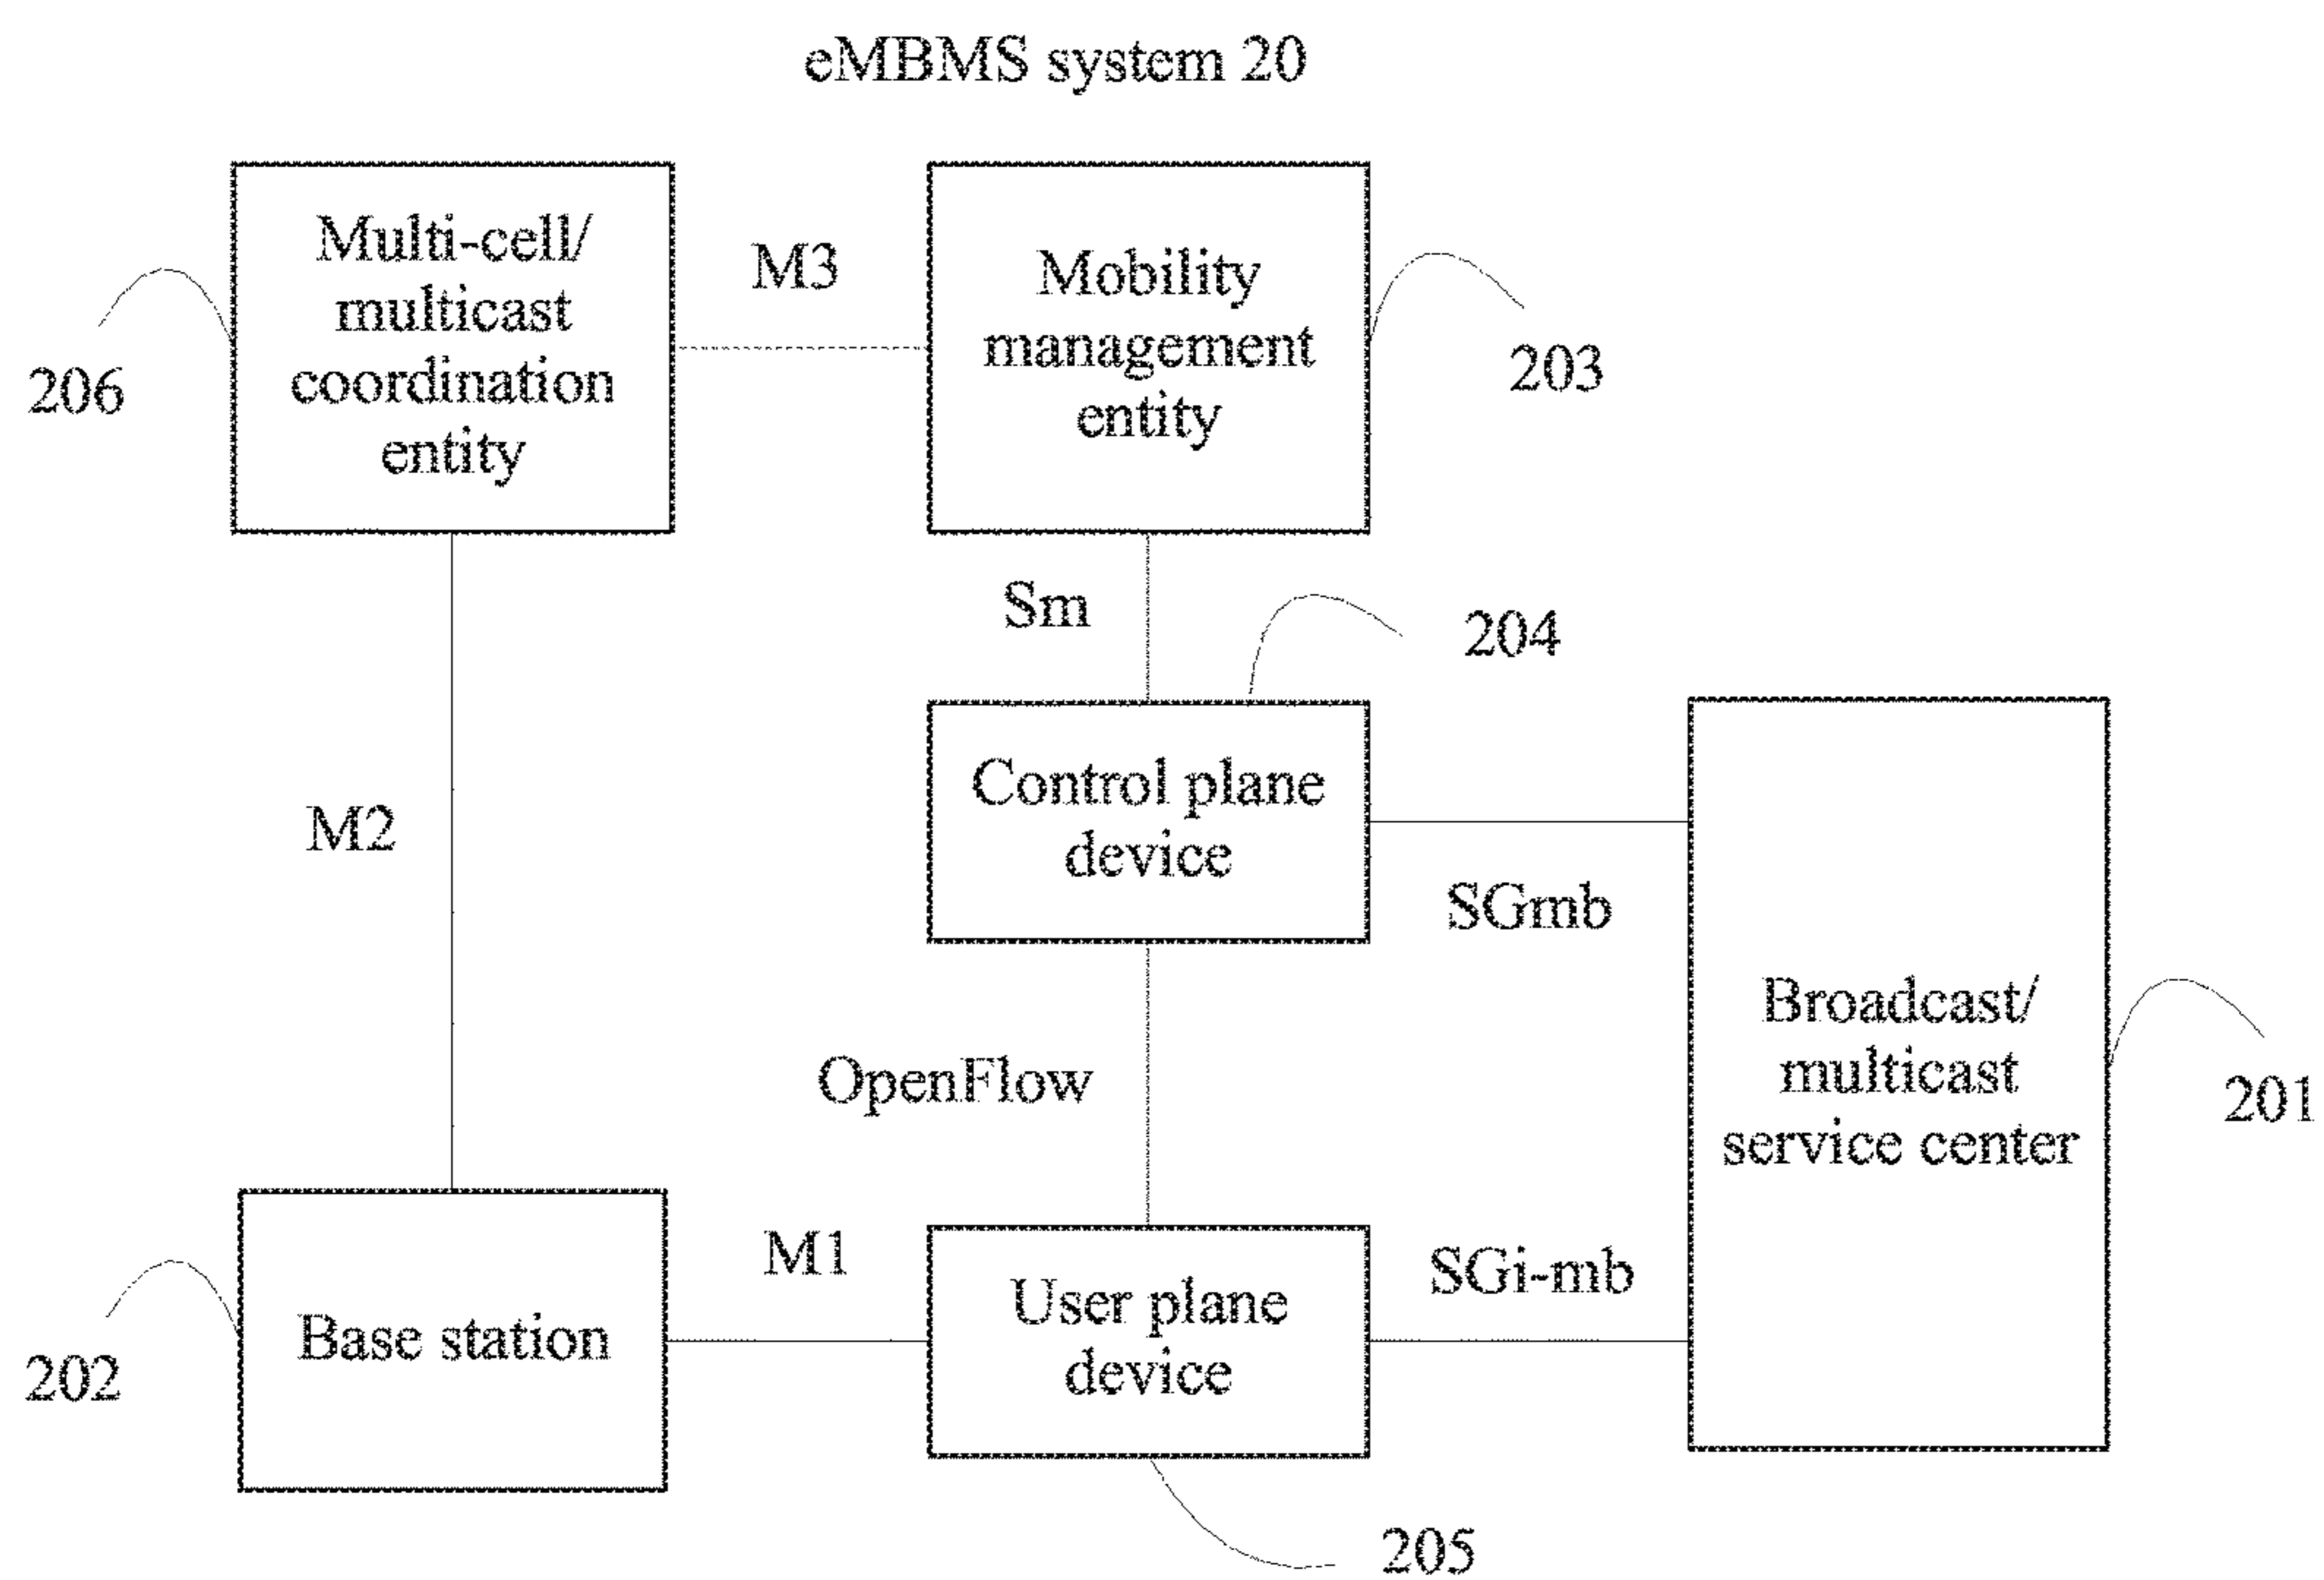 eMBMS system 20
Multi-cell/
multicast
coordination
entity
206
M3
Mobility
management
entity
203
Sm
204
Control plane
device
SGmb
M2
OpenFlow
Broadcast/
multicast
service center
201
Base station
202
M1
User plane
device
205
SGi-mb